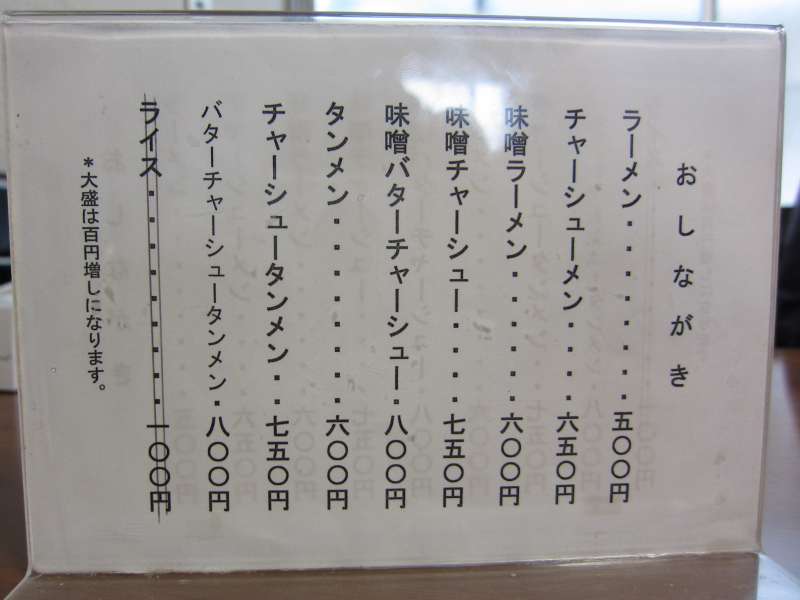 おしながき
ラーメン・・・・・・・・五〇〇円
チャーシューメン・・・・六五〇円
味噌ラーメン・・・・・・六〇〇円
味噌チャーシュー・・・・七五〇円
味噌バターチャーシュー・八〇〇円
タンメン・・・・・・・・六〇〇円
チャーシュータンメン・・七五〇円
バターチャーシュータンメン・八〇〇円
ライス・・・・・・・・・一〇〇円
*大盛は百円増しになります。